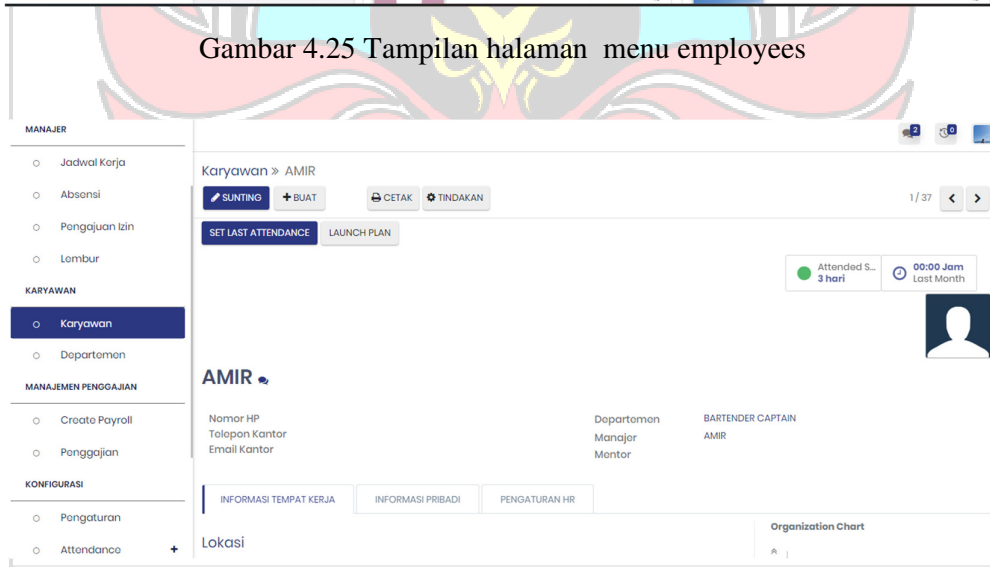 Gambar 4.25 Tampilan halaman menu employees
MANAJER
Jadwal Kerja
Absensi
Pengajuan Izin
Lembur
KARYAWAN
Karyawan
Departemen
MANAJEMEN PENGGAJIAN
Create Payroll
Penggajian
KONFIGURASI
Pengaturan
Attendance +
2 0
Karyawan » AMIR
SUNTING + BUAT CETAK TINDAKAN 1 / 37
SET LAST ATTENDANCE LAUNCH PLAN
Attended S... 00:00 Jam
3 hari Last Month
AMIR
Nomor HP Departemen BARTENDER CAPTAIN
Telepon Kantor Manajer AMIR
Email Kantor Mentor
INFORMASI TEMPAT KERJA INFORMASI PRIBADI PENGATURAN HR
Lokasi Organization Chart